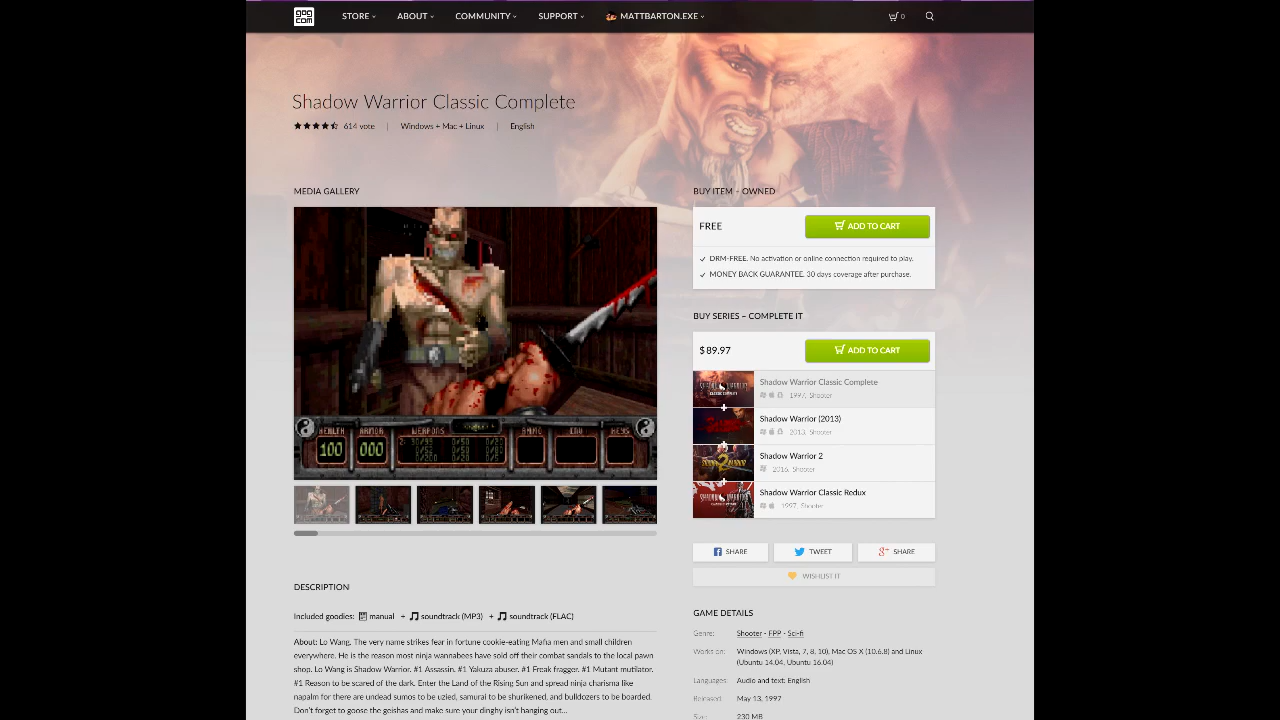 gog
com
STORE
ABOUT
COMMUNITY
SUPPORT
MATTBARTON.EXE
0
Shadow Warrior Classic Complete
614 vote
Windows + Mac + Linux
English
MEDIA GALLERY
HEALTH
ARMOR
WEAPONS
AMMO
INV
KEYS
100
000
BUY ITEM – OWNED
FREE
ADD TO CART
DRM-FREE. No activation or online connection required to play.
MONEY BACK GUARANTEE. 30 days coverage after purchase.
BUY SERIES – COMPLETE IT
$ 89.97
ADD TO CART
Shadow Warrior Classic Complete
1997, Shooter
Shadow Warrior (2013)
2013, Shooter
Shadow Warrior 2
2016, Shooter
Shadow Warrior Classic Redux
1997, Shooter
SHARE
TWEET
SHARE
WISHLIST IT
DESCRIPTION
Included goodies: manual + soundtrack (MP3) + soundtrack (FLAC)
About: Lo Wang. The very name strikes fear in fortune cookie-eating Mafia men and small children
everywhere. He is the reason most ninja wannabees have sold off their combat sandals to the local pawn
shop. Lo Wang is Shadow Warrior. #1 Assassin. #1 Yakuza abuser. #1 Freak fragger. #1 Mutant mutilator.
#1 Reason to be scared of the dark. Enter the Land of the Rising Sun and spread ninja charisma like
napalm for there are undead sumos to be uzied, samurai to be shurikened, and bulldozers to be boarded.
Don't forget to goose the geishas and make sure your dinghy isn't hanging out...
GAME DETAILS
Genre: Shooter - FPP - Sci-fi
Works on: Windows (XP, Vista, 7, 8, 10), Mac OS X (10.6.8) and Linux
(Ubuntu 14.04, Ubuntu 16.04)
Languages: Audio and text: English
Released: May 13, 1997
Size: 230 MB